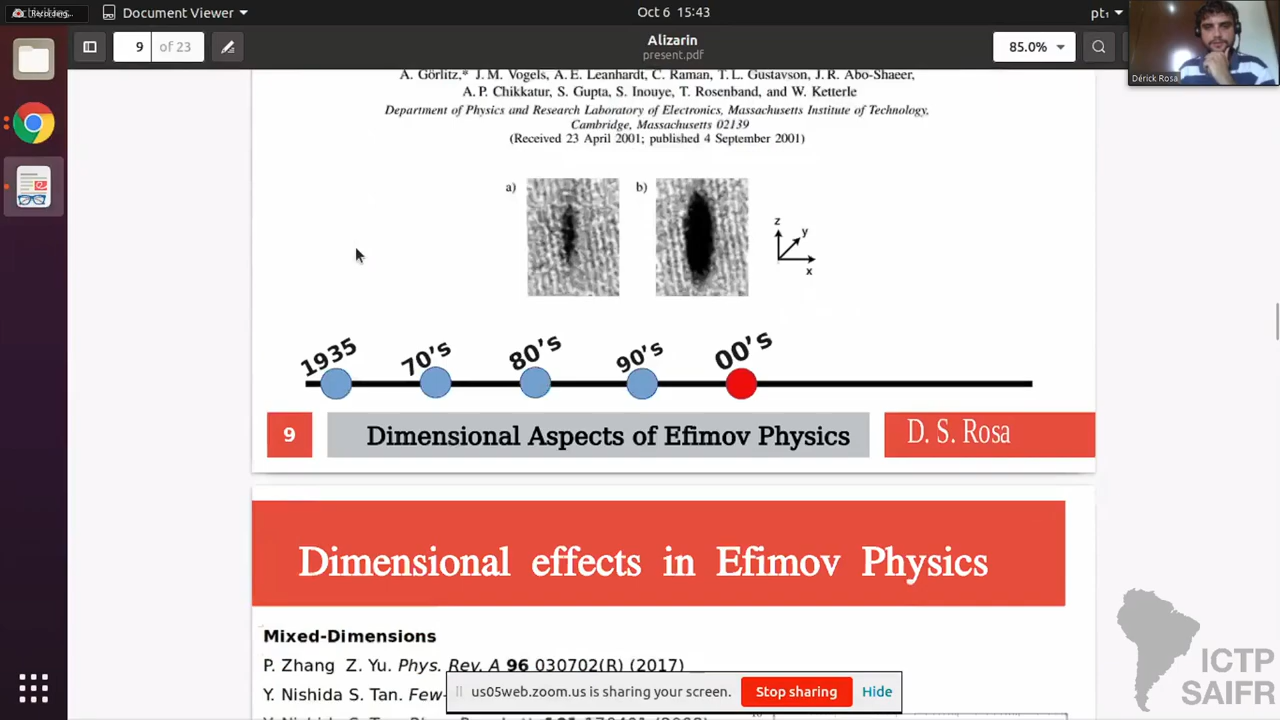 Document Viewer
Oct 6 15:43
pt₁
9 of 23
Alizarin
present.pdf
85.0%
Dérick Rosa
A. Görlitz,* J. M. Vogels, A. E. Leanhardt, C. Raman, T. L. Gustavson, J. R. Abo-Shaeer,
A. P. Chikkatur, S. Gupta, S. Inouye, T. Rosenband, and W. Ketterle
Department of Physics and Research Laboratory of Electronics, Massachusetts Institute of Technology,
Cambridge, Massachusetts 02139
(Received 23 April 2001; published 4 September 2001)
a) b)
z
y
x
1935 70's 80's 90's 00's
9
Dimensional Aspects of Efimov Physics
D. S. Rosa
Dimensional effects in Efimov Physics
Mixed-Dimensions
P. Zhang Z. Yu. Phys. Rev. A 96 030702(R) (2017)
Y. Nishida S. Tan. Few-
us05web.zoom.us is sharing your screen.
Stop sharing
Hide
ICTP
SAIFR